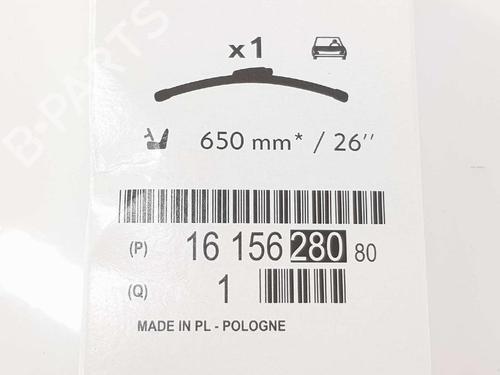 x1
650 mm* / 26''
(P) 16 156 280 80
(Q) 1
MADE IN PL - POLOGNE
B-PARTS